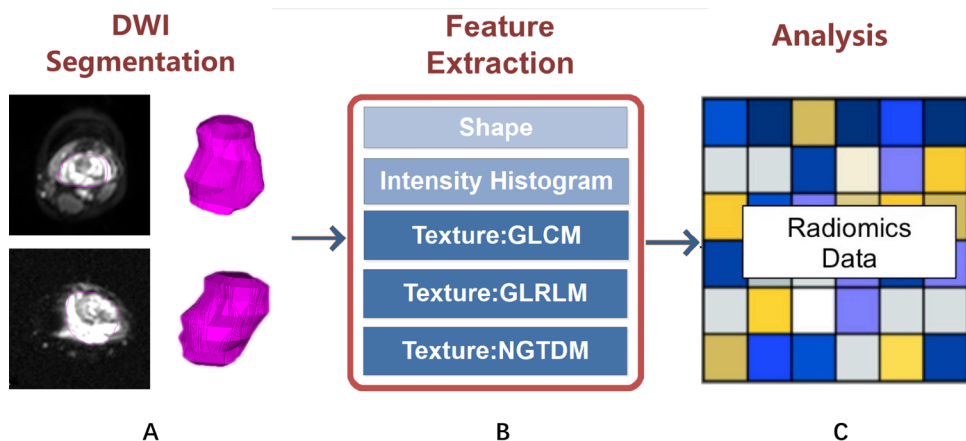 DWI
Segmentation
Feature
Extraction
Analysis
Shape
Intensity Histogram
Texture:GLCM
Texture:GLRLM
Texture:NGTDM
Radiomics
Data
A
B
C